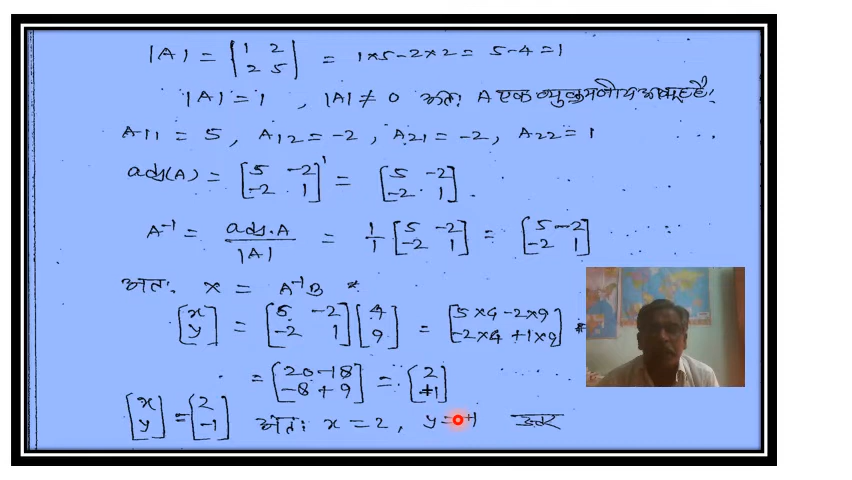 |A| = [1 2 2 5] = 1×5-2×2 = 5-4 = 1
|A| = 1 , |A| ≠ 0 अतः A एक व्युत्क्रमणीय आव्यूह है।
A11 = 5, A12 = -2, A21 = -2, A22 = 1
adj(A) = [5 -2 -2 1]' = [5 -2 -2 1]
A⁻¹ = adj.A / |A| = 1/1 [5 -2 -2 1] = [5 -2 -2 1]
अतः x = A⁻¹B
[x y] = [5 -2 -2 1] [4 9] = [5×4-2×9 -2×4+1×9] =
= [20-18 -8+9] = [2 +1]
[x y] = [2 -1] अतः x = 2, y = +1 उत्तर